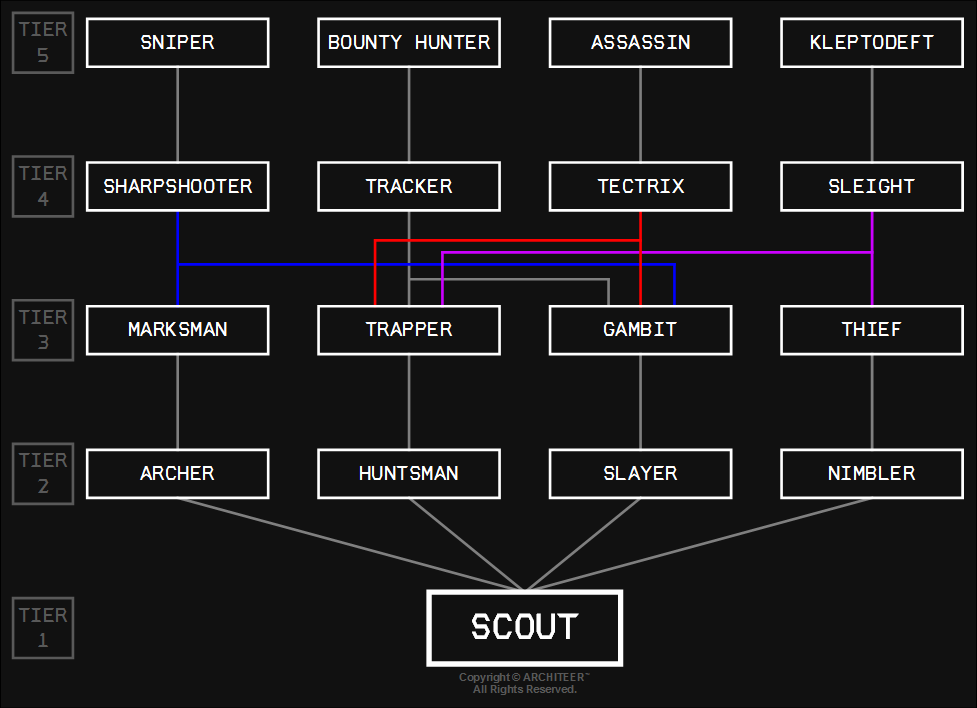 TIER
5
SNIPER
BOUNTY HUNTER
ASSASSIN
KLEPTODEFT
TIER
4
SHARPSHOOTER
TRACKER
TECTRIX
SLEIGHT
TIER
3
MARKSMAN
TRAPPER
GAMBIT
THIEF
TIER
2
ARCHER
HUNTSMAN
SLAYER
NIMBLER
TIER
1
SCOUT
Copyright © ARCHITEER™
All Rights Reserved.